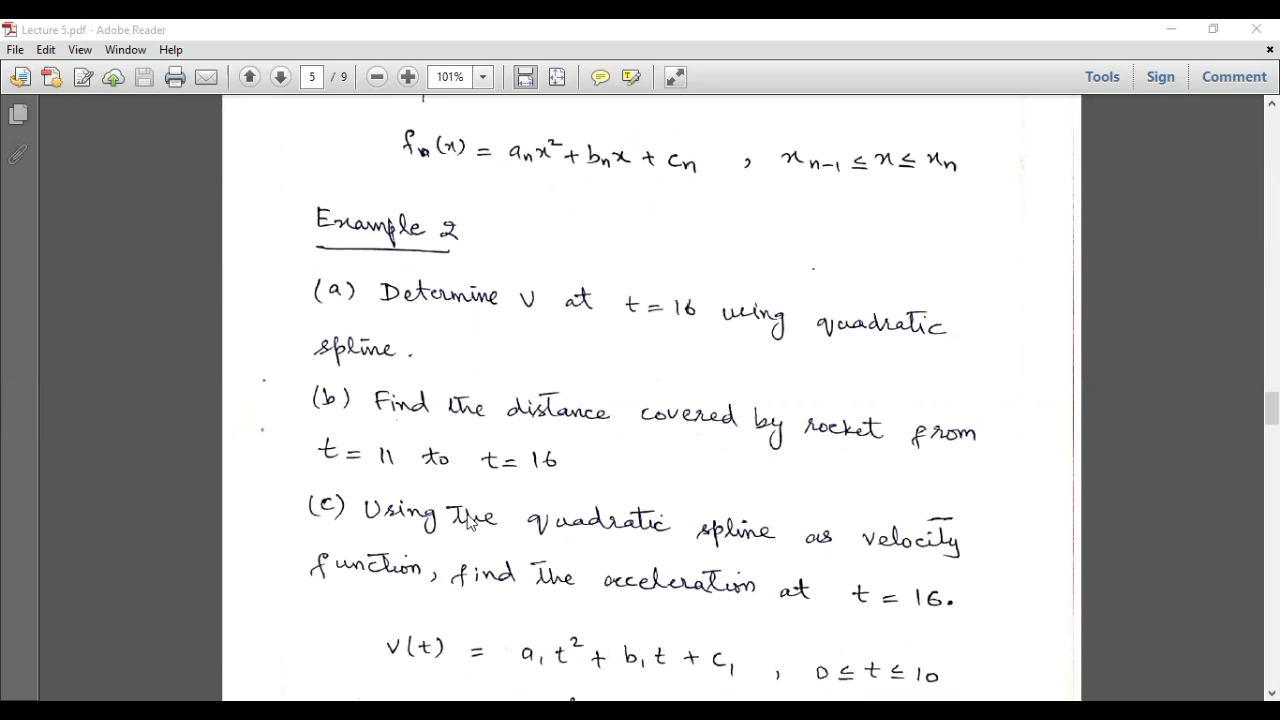 Lecture 5.pdf - Adobe Reader
File Edit View Window Help
5 / 9 101% Tools Sign Comment
fn(x) = aₙx² + bₙx + cₙ , xₙ₋₁ ≤ x ≤ xₙ
Example 2
(a) Determine v at t = 16 using quadratic
spline.
(b) Find the distance covered by rocket from
t = 11 to t = 16
(c) Using the quadratic spline as velocity
function, find the acceleration at t = 16.
v(t) = a₁t² + b₁t + c₁ , 0 ≤ t ≤ 10